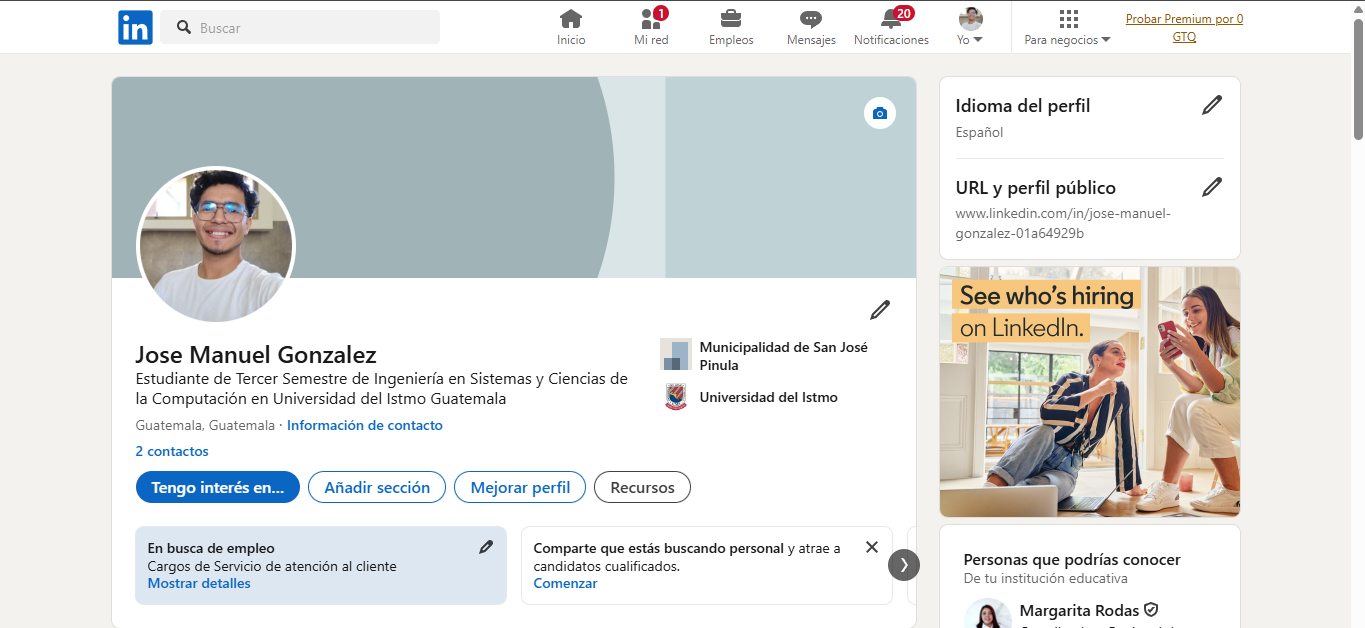 in
Buscar
Inicio
1
Mi red
Empleos
Mensajes
20
Notificaciones
Yo
Para negocios
Probar Premium por 0
GTQ
Jose Manuel Gonzalez
Estudiante de Tercer Semestre de Ingeniería en Sistemas y Ciencias de
la Computación en Universidad del Istmo Guatemala
Guatemala, Guatemala · Información de contacto
2 contactos
Municipalidad de San José
Pinula
Universidad del Istmo
Tengo interés en...
Añadir sección
Mejorar perfil
Recursos
En busca de empleo
Cargos de Servicio de atención al cliente
Mostrar detalles
Comparte que estás buscando personal y atrae a
candidatos cualificados.
Comenzar
Idioma del perfil
Español
URL y perfil público
www.linkedin.com/in/jose-manuel-
gonzalez-01a64929b
See who's hiring
on LinkedIn.
Personas que podrías conocer
De tu institución educativa
Margarita Rodas